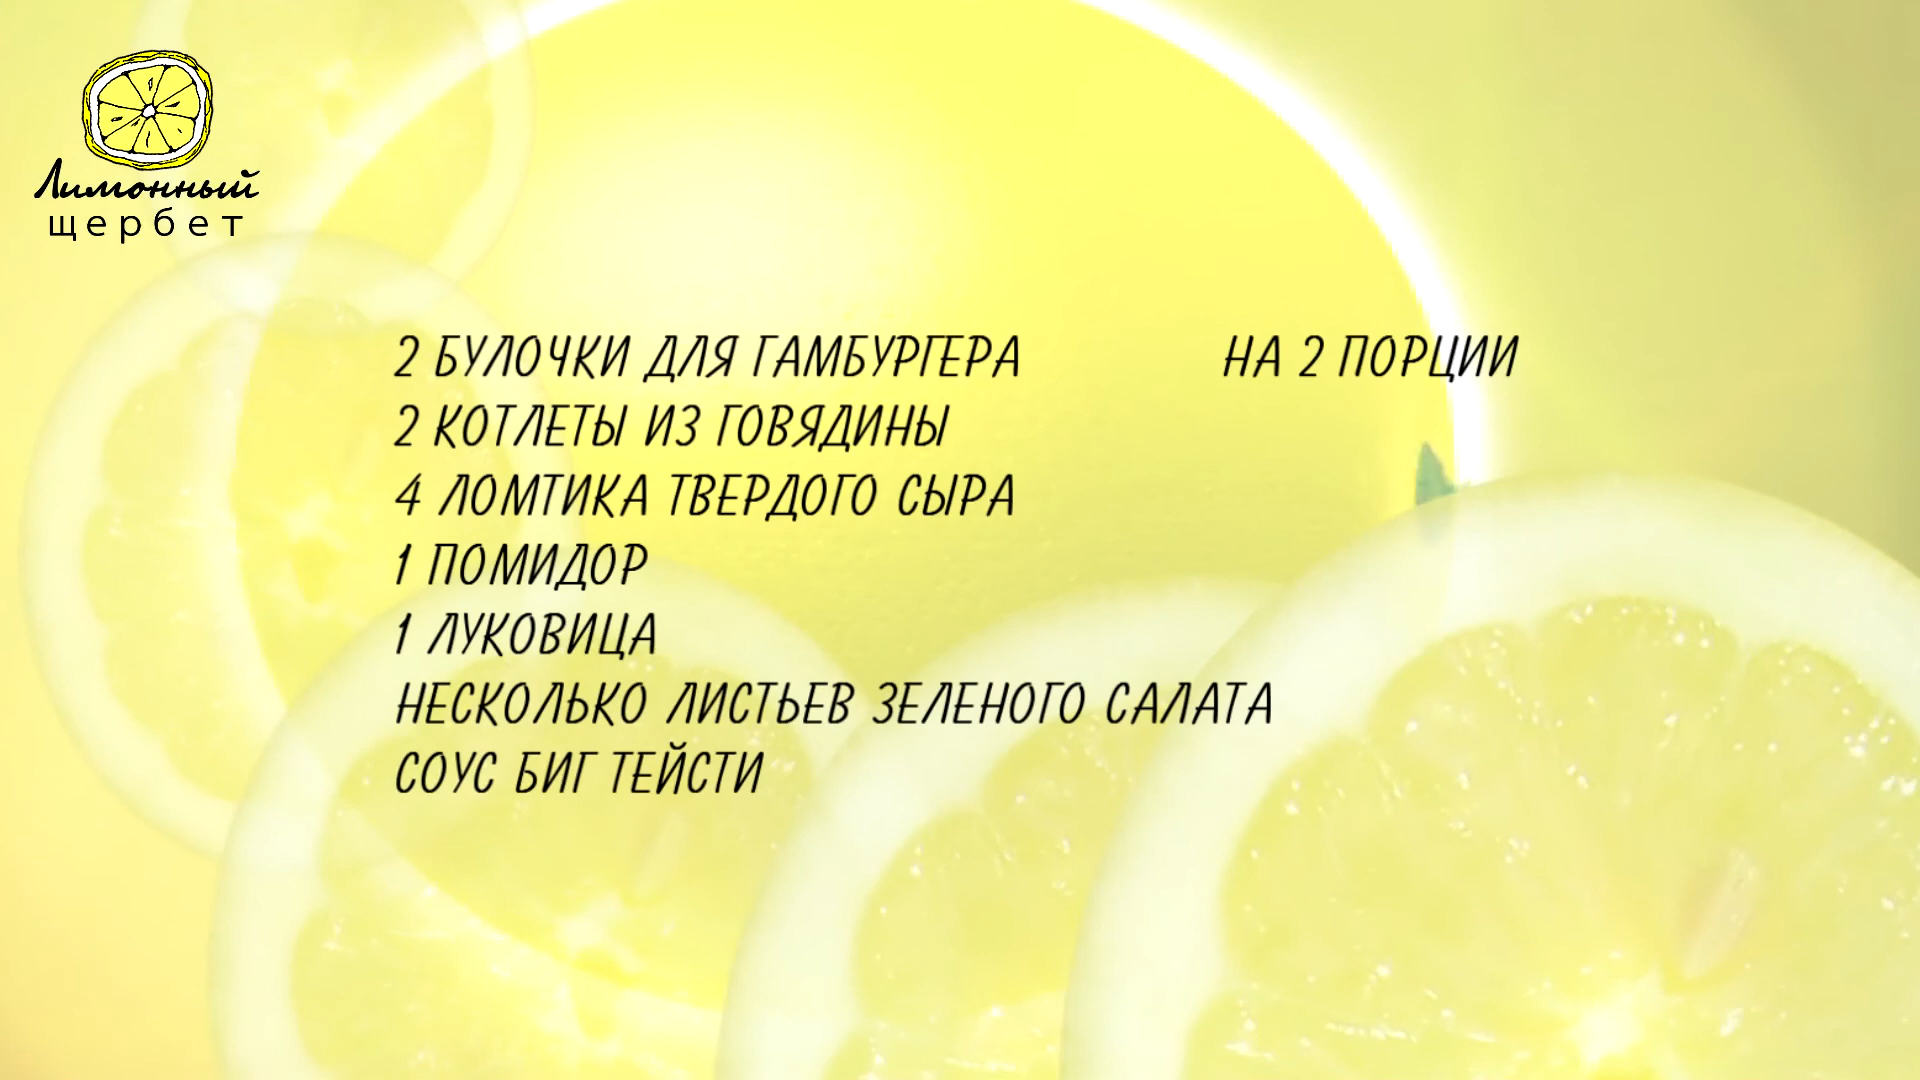 Лимонный
щербет
2 БУЛОЧКИ ДЛЯ ГАМБУРГЕРА НА 2 ПОРЦИИ
2 КОТЛЕТЫ ИЗ ГОВЯДИНЫ
4 ЛОМТИКА ТВЕРДОГО СЫРА
1 ПОМИДОР
1 ЛУКОВИЦА
НЕСКОЛЬКО ЛИСТЬЕВ ЗЕЛЕНОГО САЛАТА
СОУС БИГ ТЕЙСТИ